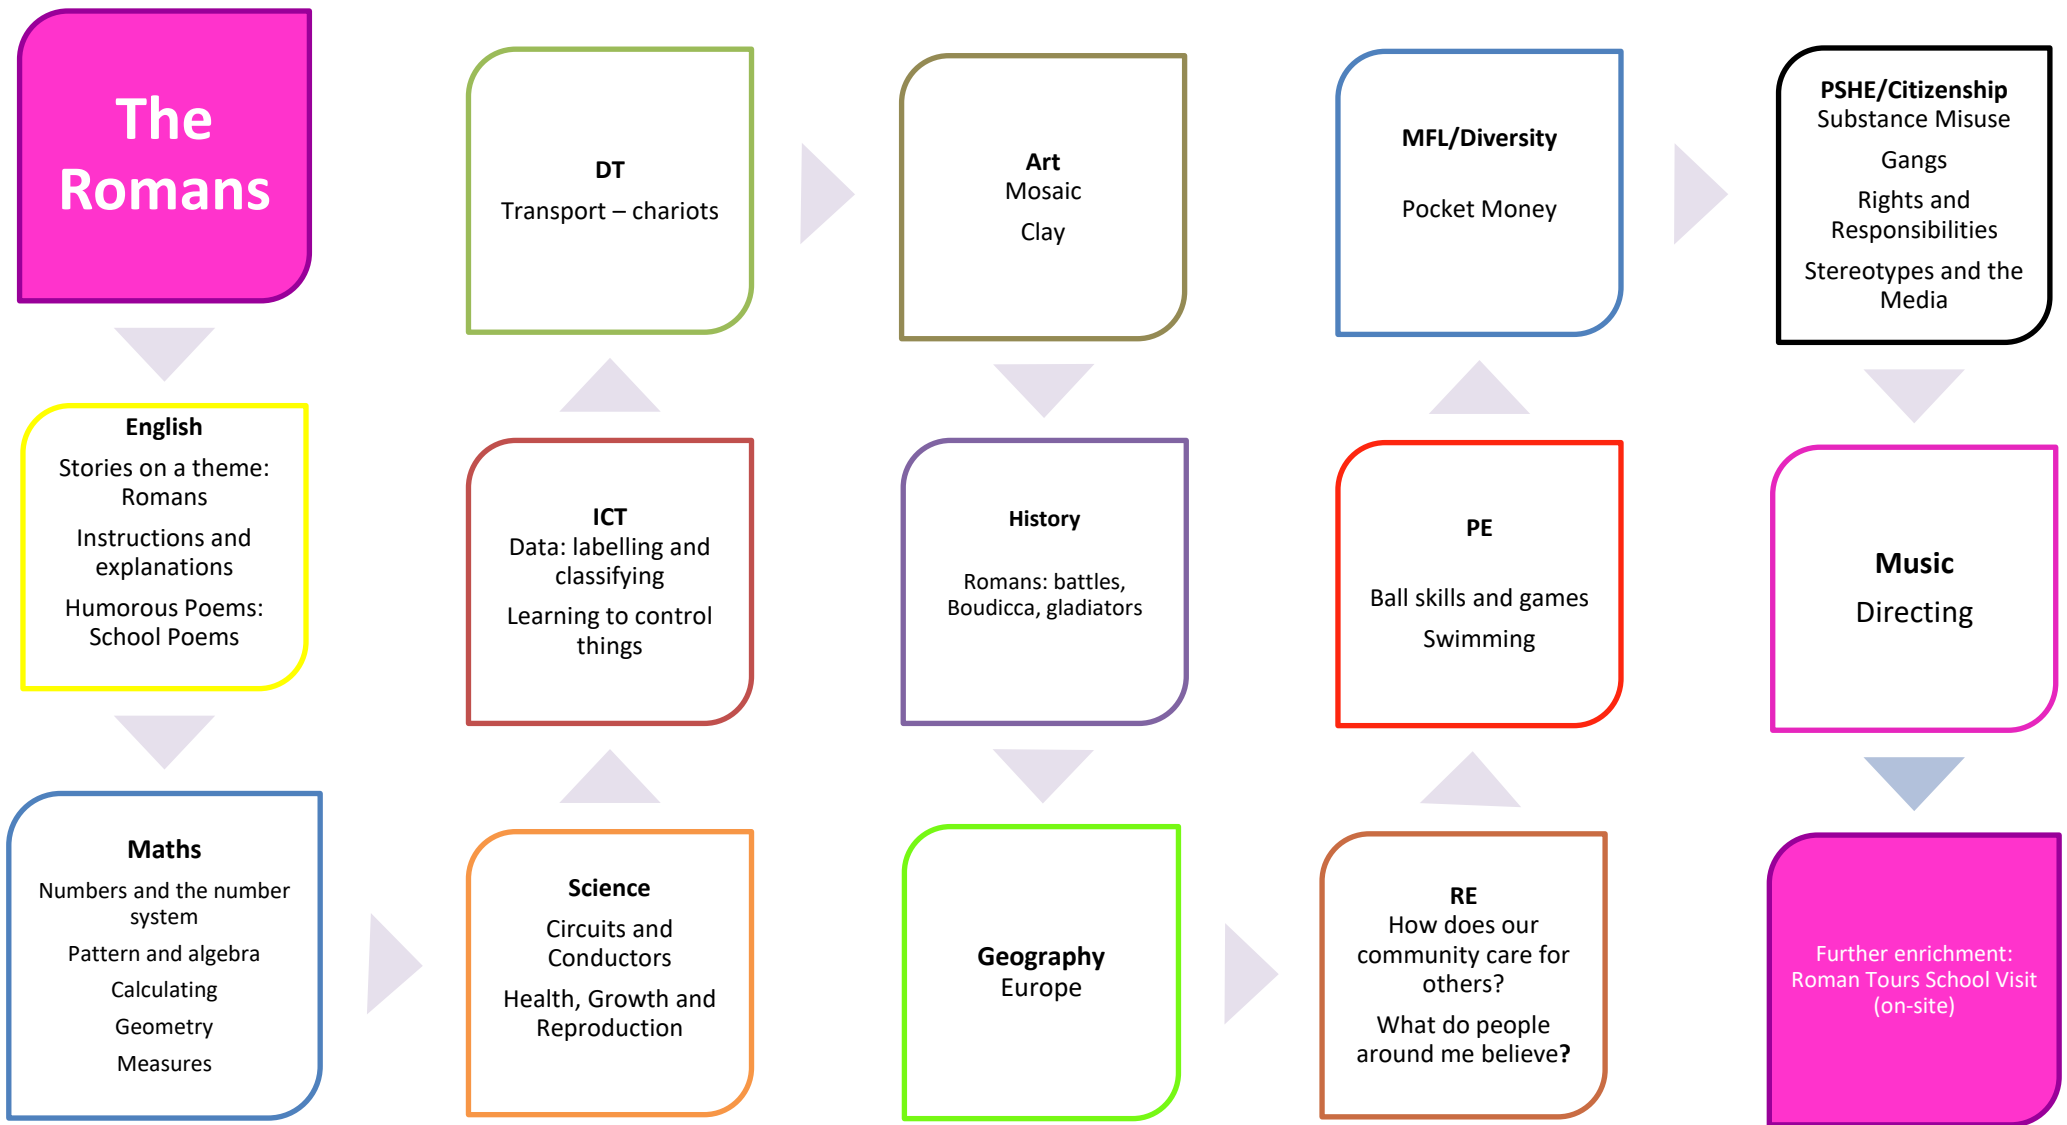 The
Romans
English
Stories on a theme:
Romans
Instructions and
explanations
Humorous Poems:
School Poems
Maths
Numbers and the number
system
Pattern and algebra
Calculating
Geometry
Measures
Science
Circuits and
Conductors
Health, Growth and
Reproduction
ICT
Data: labelling and
classifying
Learning to control
things
DT
Transport – chariots
Art
Mosaic
Clay
History
Romans: battles,
Boudicca, gladiators
Geography
Europe
RE
How does our
community care for
others?
What do people
around me believe?
PE
Ball skills and games
Swimming
MFL/Diversity
Pocket Money
PSHE/Citizenship
Substance Misuse
Gangs
Rights and
Responsibilities
Stereotypes and the
Media
Music
Directing
Further enrichment:
Roman Tours School Visit
(on-site)